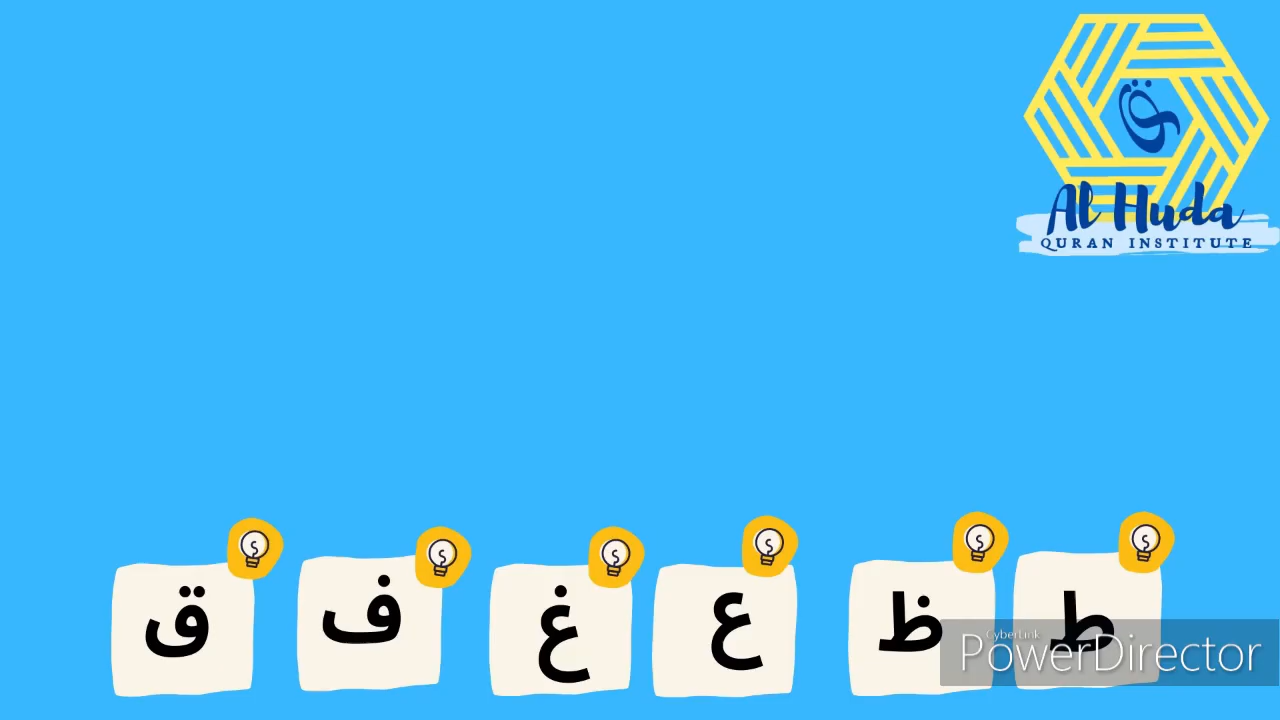 Al Huda
QURAN INSTITUTE
ط ظ ع غ ف ق
CyberLink
PowerDirector